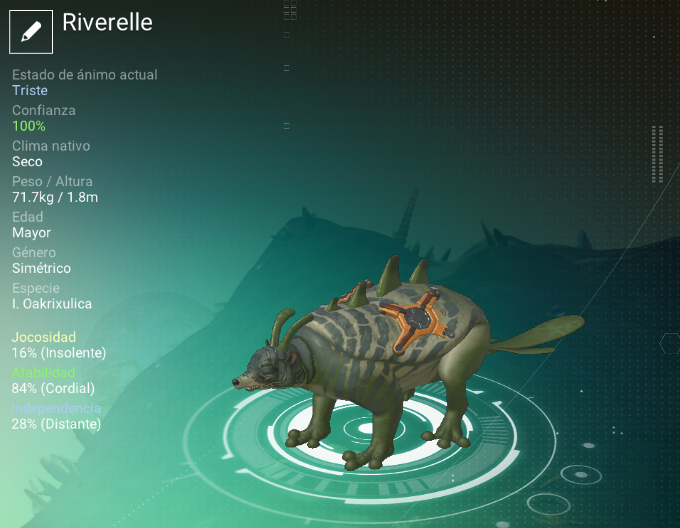 Riverelle
Estado de ánimo actual
Triste
Confianza
100%
Clima nativo
Seco
Peso / Altura
71.7kg / 1.8m
Edad
Mayor
Género
Simétrico
Especie
I. Oakrixulica
Jocosidad
16% (Insolente)
Afabilidad
84% (Cordial)
Independencia
28% (Distante)